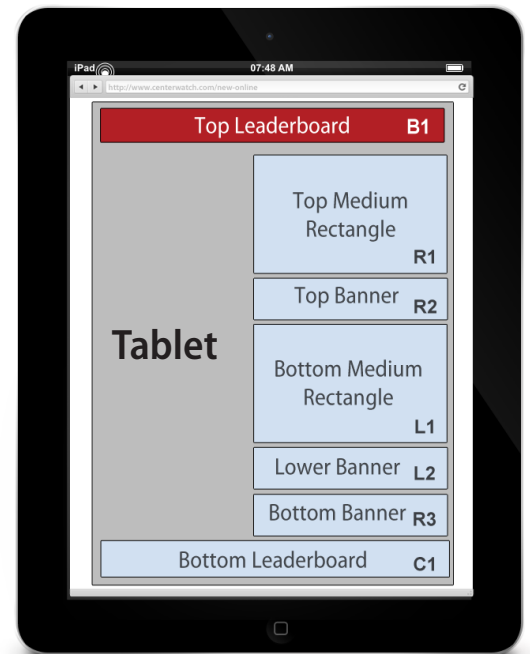 iPad
07:48 AM
http://www.centerwatch.com/new-online
Top Leaderboard B1
Top Medium
Rectangle
R1
Top Banner R2
Tablet
Bottom Medium
Rectangle
L1
Lower Banner L2
Bottom Banner R3
Bottom Leaderboard C1